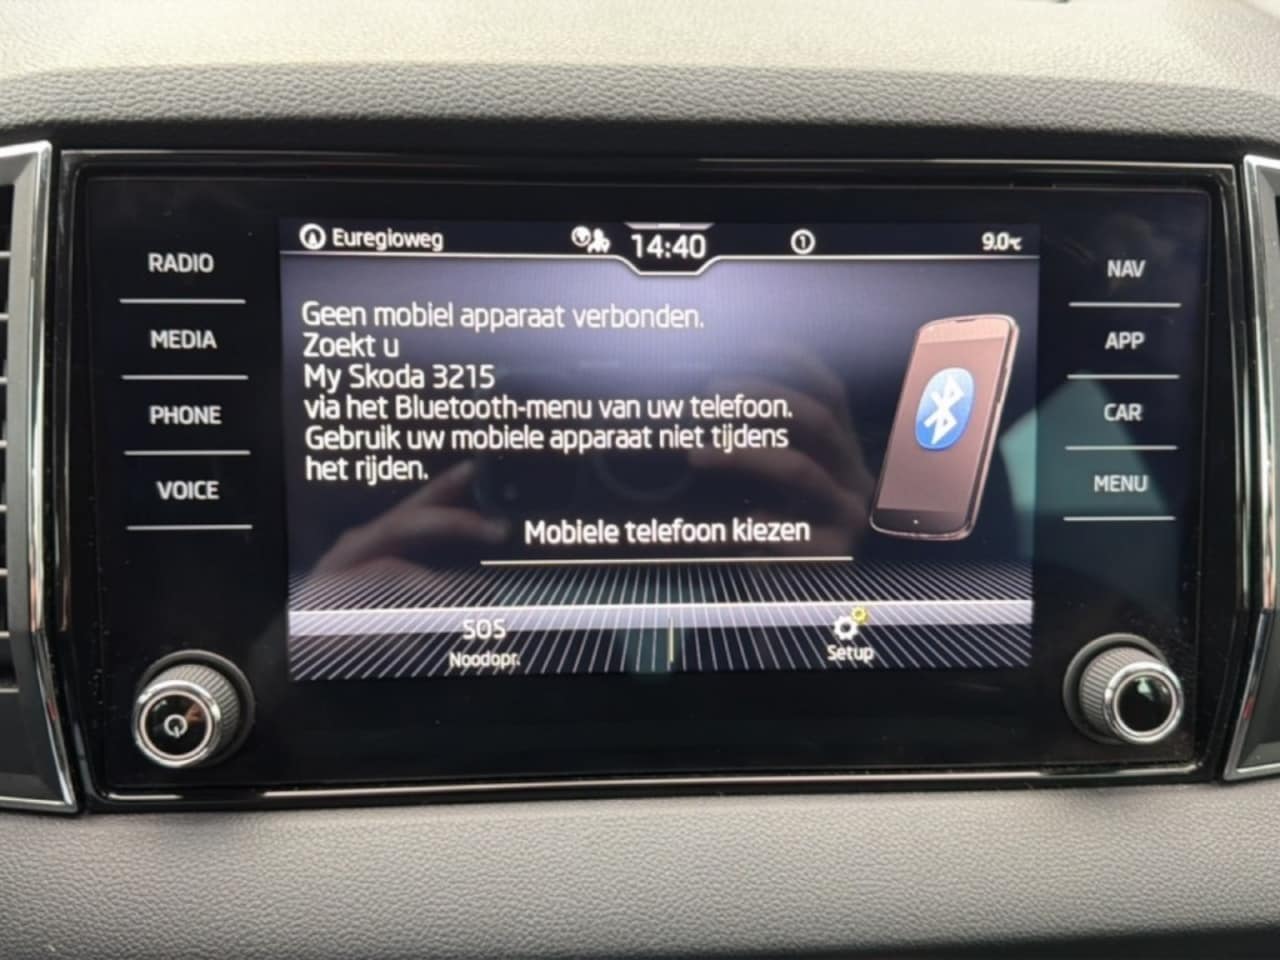 Euregioweg 14:40 1 9.0℃
RADIO
MEDIA
PHONE
VOICE
Geen mobiel apparaat verbonden.
Zoekt u
My Skoda 3215
via het Bluetooth-menu van uw telefoon.
Gebruik uw mobiele apparaat niet tijdens
het rijden.
Mobiele telefoon kiezen
SOS
Noodopr.
Setup
NAV
APP
CAR
MENU